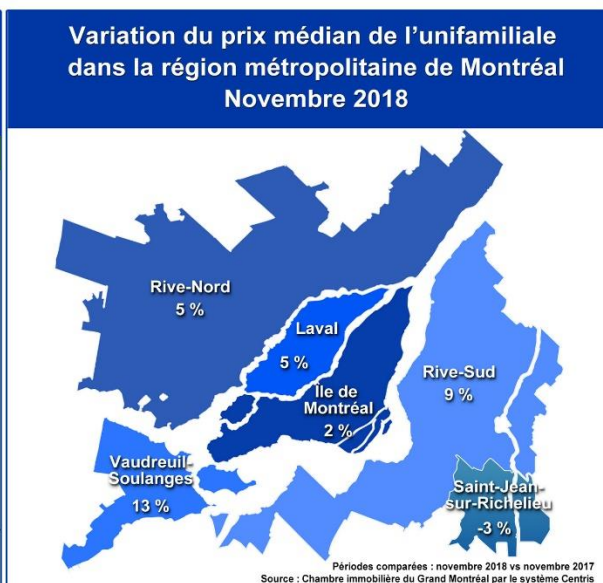 Variation du prix médian de l'unifamiliale
dans la région métropolitaine de Montréal
Novembre 2018
Rive-Nord
5 %
Laval
5 %
Île de
Montréal
2 %
Rive-Sud
9 %
Vaudreuil-
Soulanges
13 %
Saint-Jean-
sur-Richelieu
-3 %
Périodes comparées : novembre 2018 vs novembre 2017
Source : Chambre immobilière du Grand Montréal par le système Centris